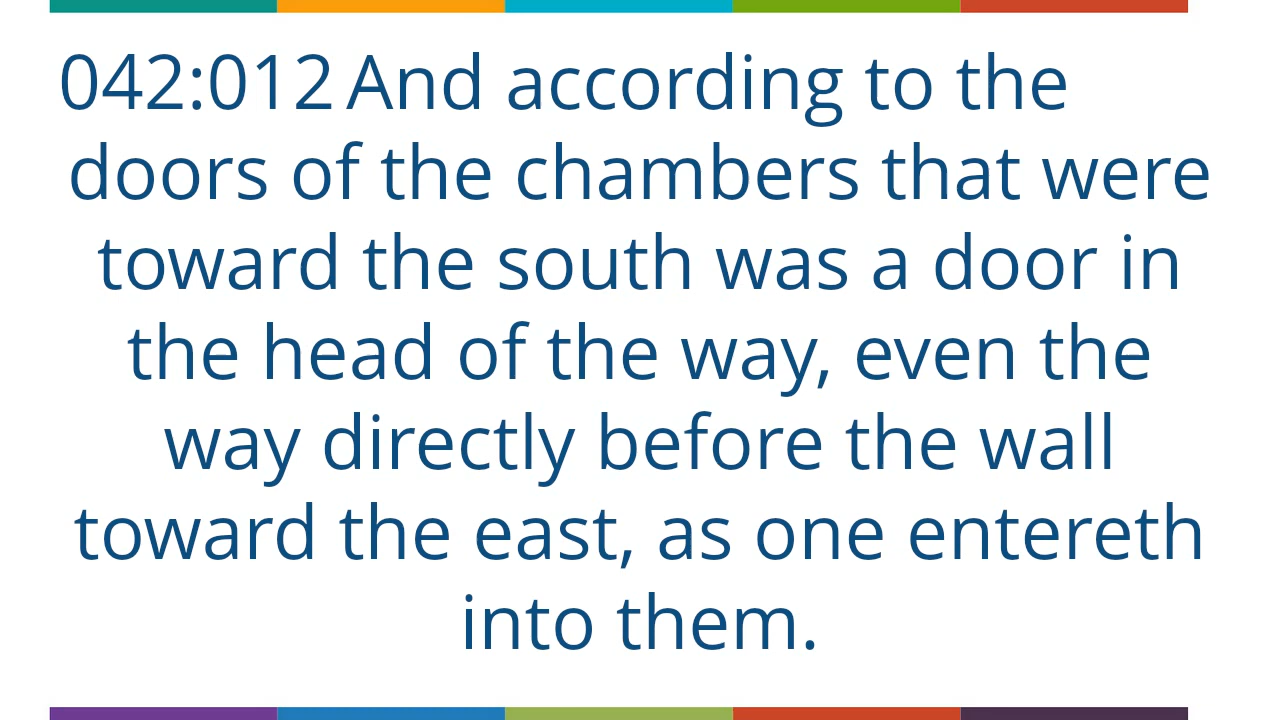 042:012 And according to the
doors of the chambers that were
toward the south was a door in
the head of the way, even the
way directly before the wall
toward the east, as one entereth
into them.